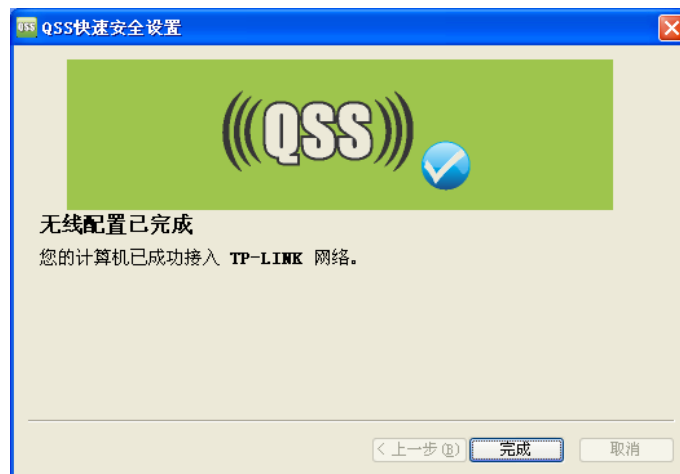 QSS QSS快速安全设置
(((QSS)))
无线配置已完成
您的计算机已成功接入 TP-LINK 网络。
< 上一步(B) 完成 取消